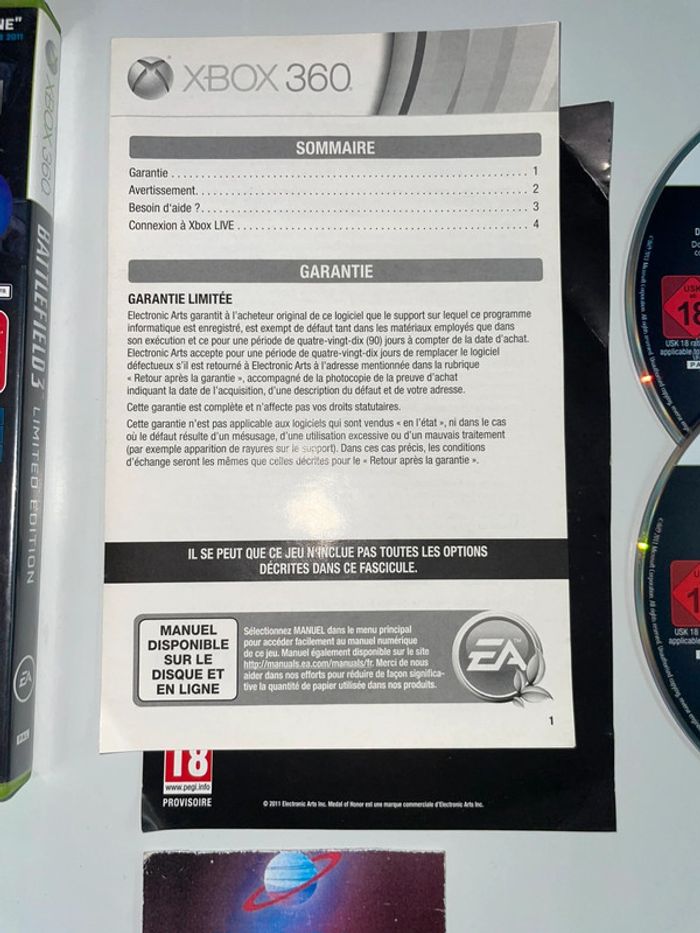 XBOX 360
SOMMAIRE
Garantie 1
Avertissement 2
Besoin d'aide ? 3
Connexion à Xbox LIVE 4
GARANTIE
GARANTIE LIMITÉE
Electronic Arts garantit à l'acheteur original de ce logiciel que le support sur lequel ce programme
informatique est enregistré, est exempt de défaut tant dans les matériaux employés que dans
son exécution et ce pour une période de quatre-vingt-dix (90) jours à compter de la date d'achat.
Electronic Arts accepte pour une période de quatre-vingt-dix jours de remplacer le logiciel
défectueux s'il est retourné à Electronic Arts à l'adresse mentionnée dans la rubrique
« Retour après la garantie », accompagné de la photocopie de la preuve d'achat
indiquant la date de l'acquisition, d'une description du défaut et de votre adresse.
Cette garantie est complète et n'affecte pas vos droits statutaires.
Cette garantie n'est pas applicable aux logiciels qui sont vendus « en l'état », ni dans le cas
où le défaut résulte d'un mésusage, d'une utilisation excessive ou d'un mauvais traitement
(par exemple apparition de rayures sur le support). Dans ces cas précis, les conditions
d'échange seront les mêmes que celles décrites pour le « Retour après la garantie ».
IL SE PEUT QUE CE JEU N'INCLUE PAS TOUTES LES OPTIONS
DÉCRITES DANS CE FASCICULE.
MANUEL
DISPONIBLE
SUR LE
DISQUE ET
EN LIGNE
Sélectionnez MANUEL dans le menu principal
pour accéder facilement au manuel numérique
de ce jeu. Manuel également disponible sur le site
http://manuals.ea.com/manuals/fr. Merci de nous
aider dans nos efforts pour réduire de façon significa-
tive la quantité de papier utilisée dans nos produits.
EA
1
18
www.pegi.info
PROVISOIRE
© 2011 Electronic Arts Inc. Medal of Honor est une marque commerciale d'Electronic Arts Inc.
2011
XBOX 360
BATTLEFIELD 3
LIMITED EDITION
EA
PAL
USK
18
USK 18